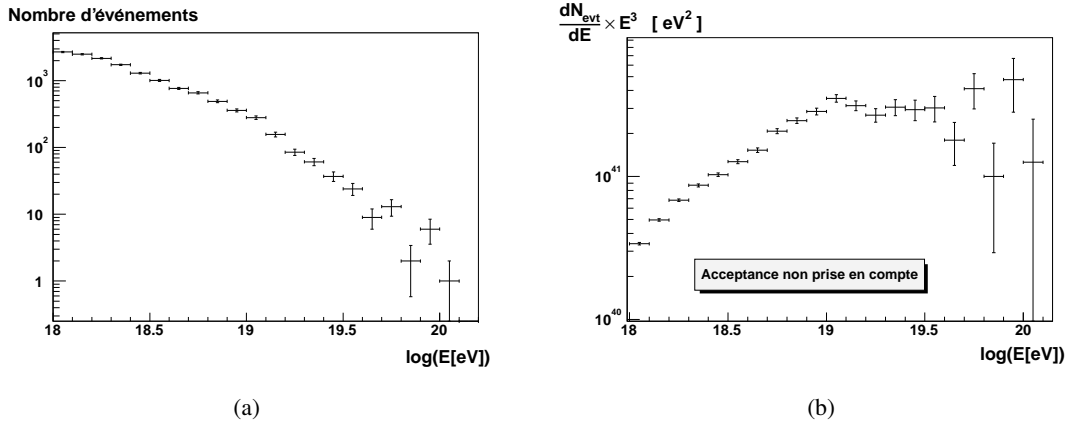 Nombre d'événements
10³
10²
10
1
18 18.5 19 19.5 20
log(E[eV])
(a)
dN_evt
dE
× E³ [ eV² ]
10⁴¹
10⁴⁰
Acceptance non prise en compte
18 18.5 19 19.5 20
log(E[eV])
(b)